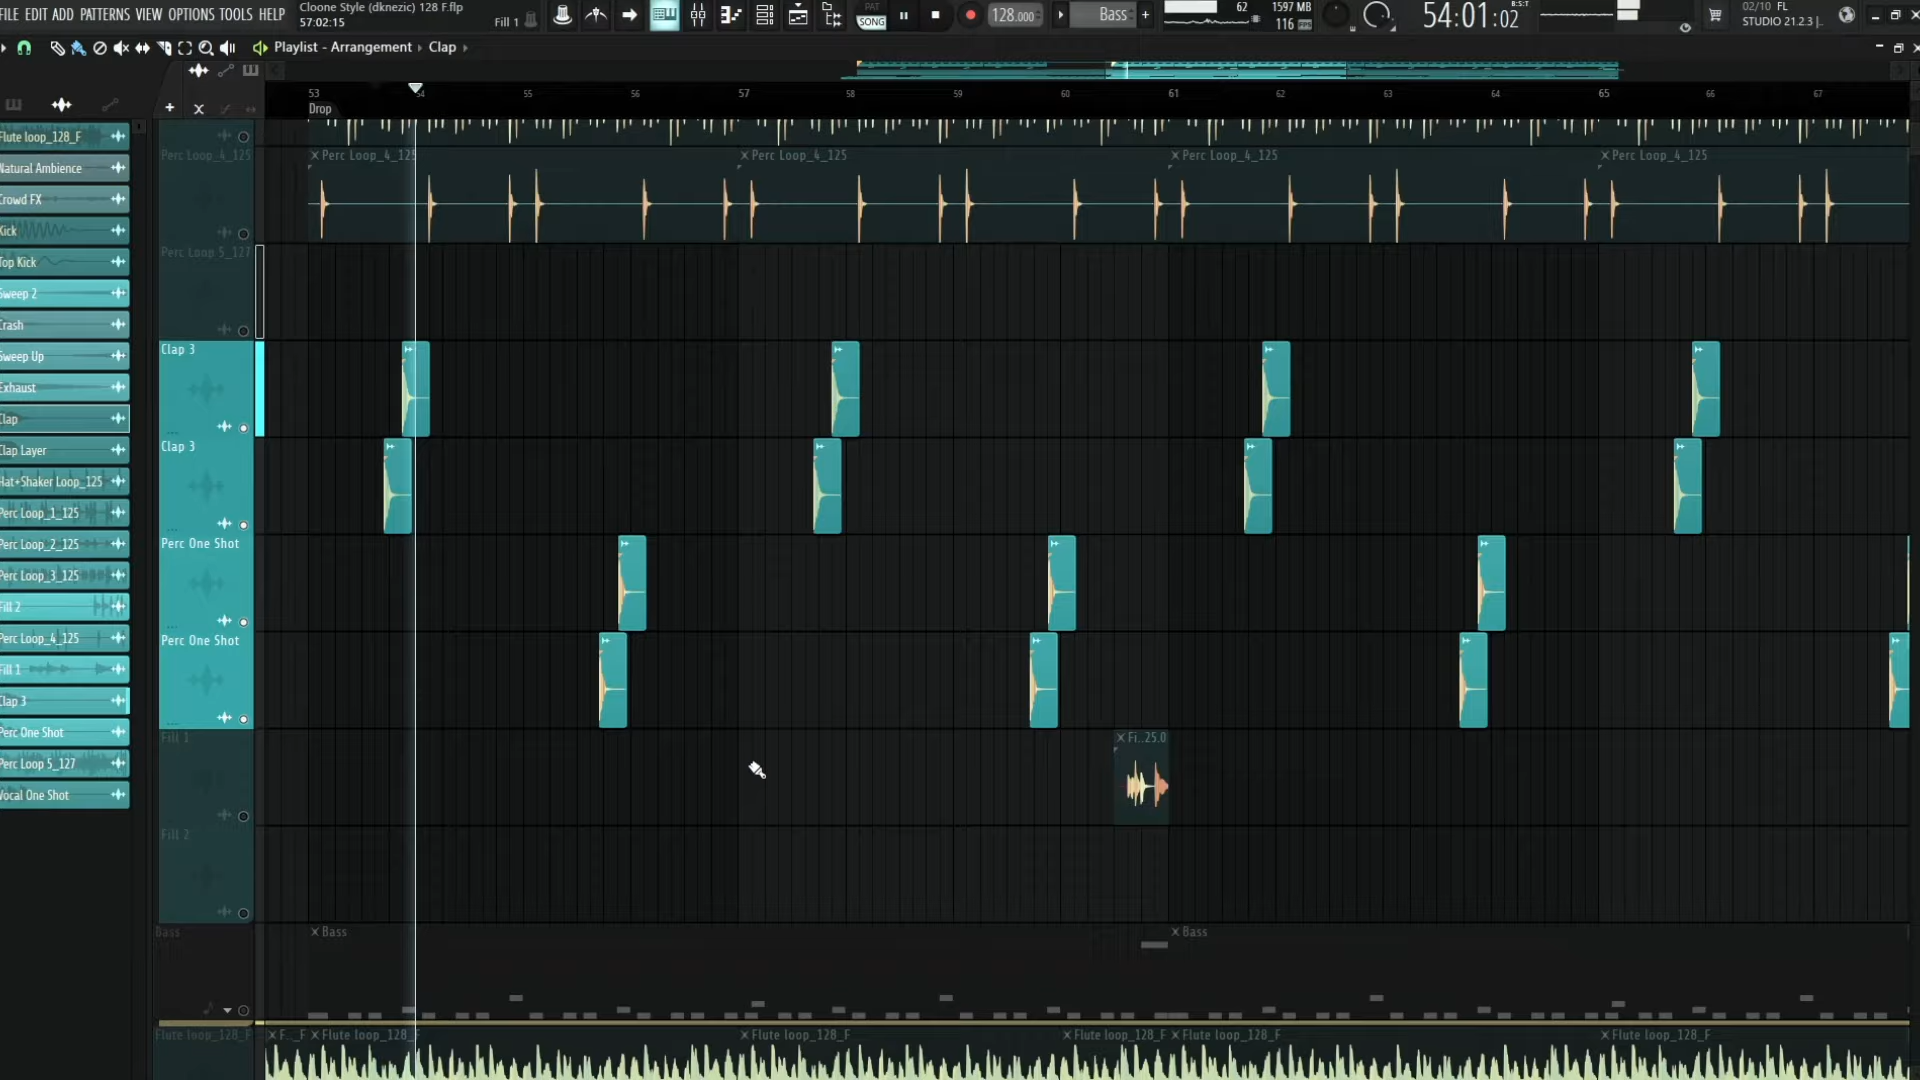 FILE EDIT ADD PATTERNS VIEW OPTIONS TOOLS HELP
Cloone Style (dknezic) 128 F.flp
57:02:15
Fill 1
PAT
SONG
128.000
Bass
62
1597 MB
116
54:01:02
B:S:T
02/10 FL
STUDIO 21.2.3 |..
Playlist - Arrangement › Clap ›
53 54 55 56 57 58 59 60 61 62 63 64 65 66 67
Drop
Flute loop_128_F
Natural Ambience
Crowd FX
Kick
Top Kick
Sweep 2
Crash
Sweep Up
Exhaust
Clap
Clap Layer
Hat+Shaker Loop_125
Perc Loop_1_125
Perc Loop_2_125
Perc Loop_3_125
Fill 2
Perc Loop_4_125
Fill 1
Clap 3
Perc One Shot
Perc Loop 5_127
Vocal One Shot
Perc Loop_4_125
Perc Loop_4_125
Perc Loop_4_125
Perc Loop_4_125
Perc Loop_4_125
Perc Loop 5_127
Clap 3
Clap 3
Perc One Shot
Perc One Shot
Fill 1
Fi..25.0
Fill 2
Bass
Bass
Bass
Flute loop_128_F
F.._F
Flute loop_128_
Flute loop_128_F
Flute loop_128_F
Flute loop_128_F
Flute loop_128_F